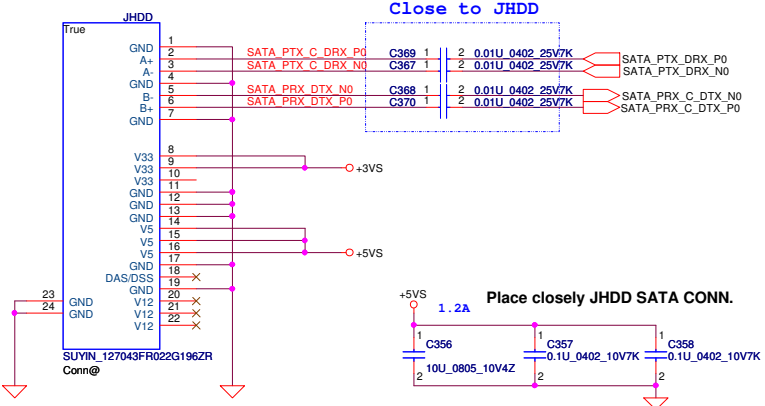 Close to JHDD
JHDD
True
GND 1
A+ 2 SATA_PTX_C_DRX_P0 C369 1 2 0.01U_0402_25V7K SATA_PTX_DRX_P0
A- 3 SATA_PTX_C_DRX_N0 C367 1 2 0.01U_0402_25V7K SATA_PTX_DRX_N0
GND 4
B- 5 SATA_PRX_DTX_N0 C368 1 2 0.01U_0402_25V7K SATA_PRX_C_DTX_N0
B+ 6 SATA_PRX_DTX_P0 C370 1 2 0.01U_0402_25V7K SATA_PRX_C_DTX_P0
GND 7
V33 8
V33 9 +3VS
V33 10
GND 11
GND 12
GND 13
V5 14
V5 15
V5 16 +5VS
GND 17
DAS/DSS 18
GND 19
23 GND V12 20
24 GND V12 21
V12 22
SUYIN_127043FR022G196ZR
Conn@
+5VS
1.2A
Place closely JHDD SATA CONN.
1 1 1
C356 C357 C358
10U_0805_10V4Z 0.1U_0402_10V7K 0.1U_0402_10V7K
2 2 2